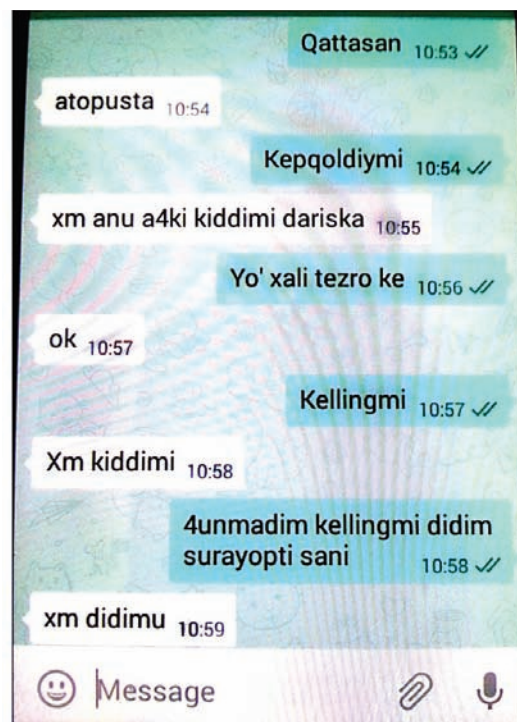 Qattasan 10:53
atopusta 10:54
Kepqoldiymi 10:54
xm anu a4ki kiddimi dariska 10:55
Yo' xali tezro ke 10:56
ok 10:57
Kellingmi 10:57
Xm kiddimi 10:58
4unmadim kellingmi didim
surayopti sani 10:58
xm didimu 10:59
Message